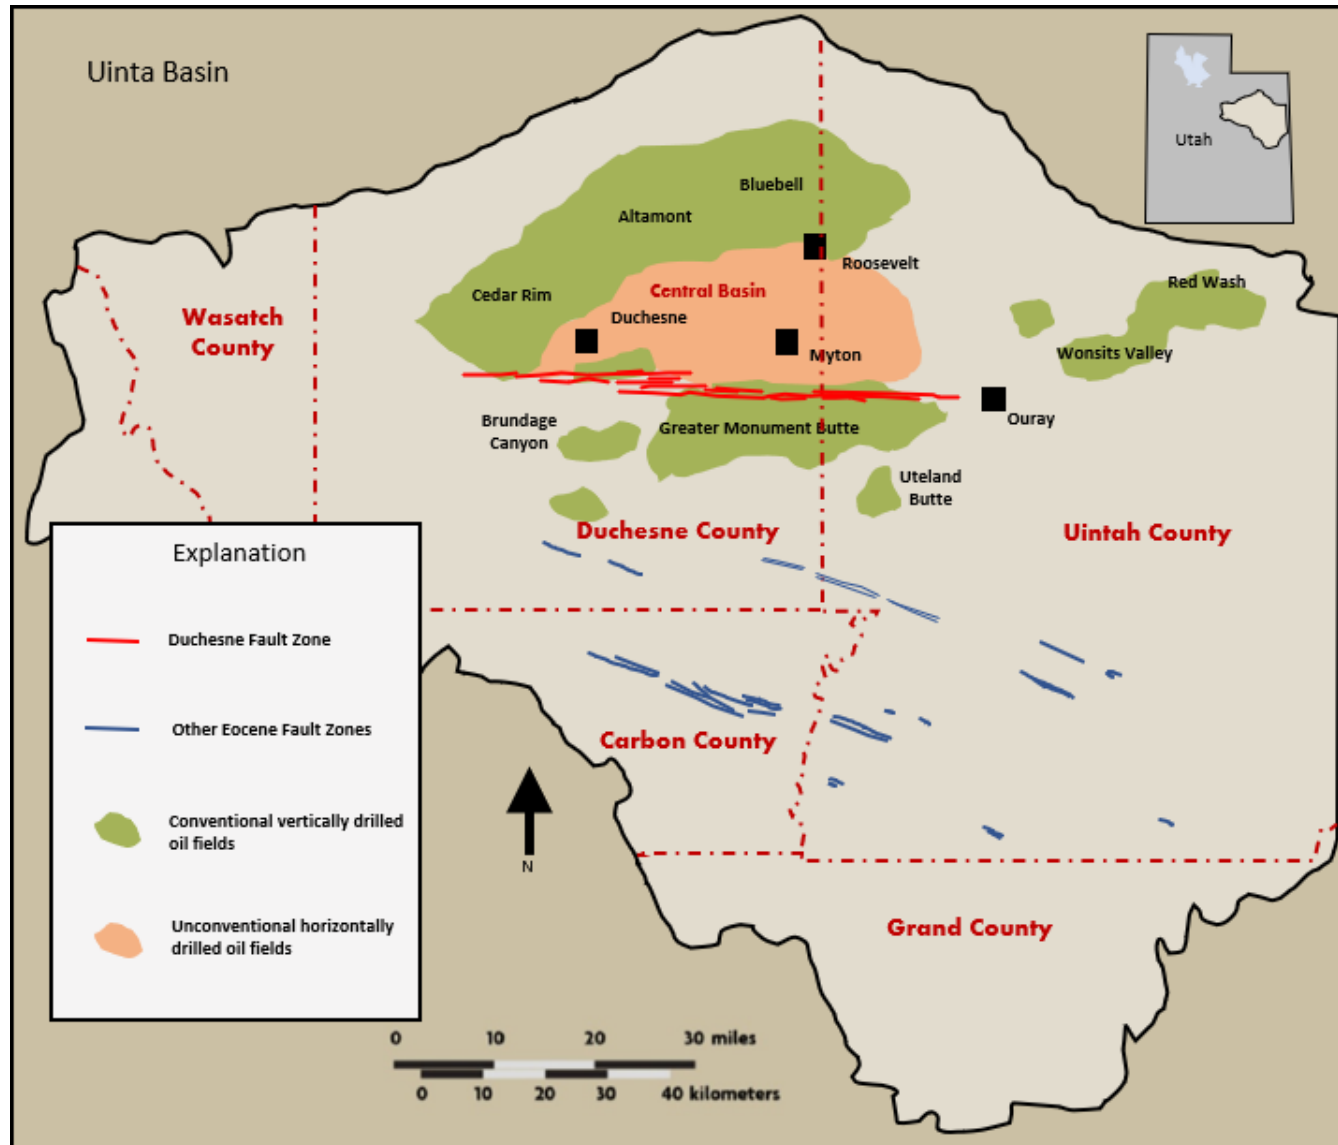 Uinta Basin
Utah
Bluebell
Altamont
Roosevelt
Cedar Rim
Central Basin
Red Wash
Wasatch
County
Duchesne
Myton
Wonsits Valley
Brundage
Canyon
Greater Monument Butte
Ouray
Uteland
Butte
Duchesne County
Uintah County
Explanation
Duchesne Fault Zone
Other Eocene Fault Zones
Conventional vertically drilled
oil fields
Unconventional horizontally
drilled oil fields
Carbon County
N
Grand County
0 10 20 30 miles
0 10 20 30 40 kilometers